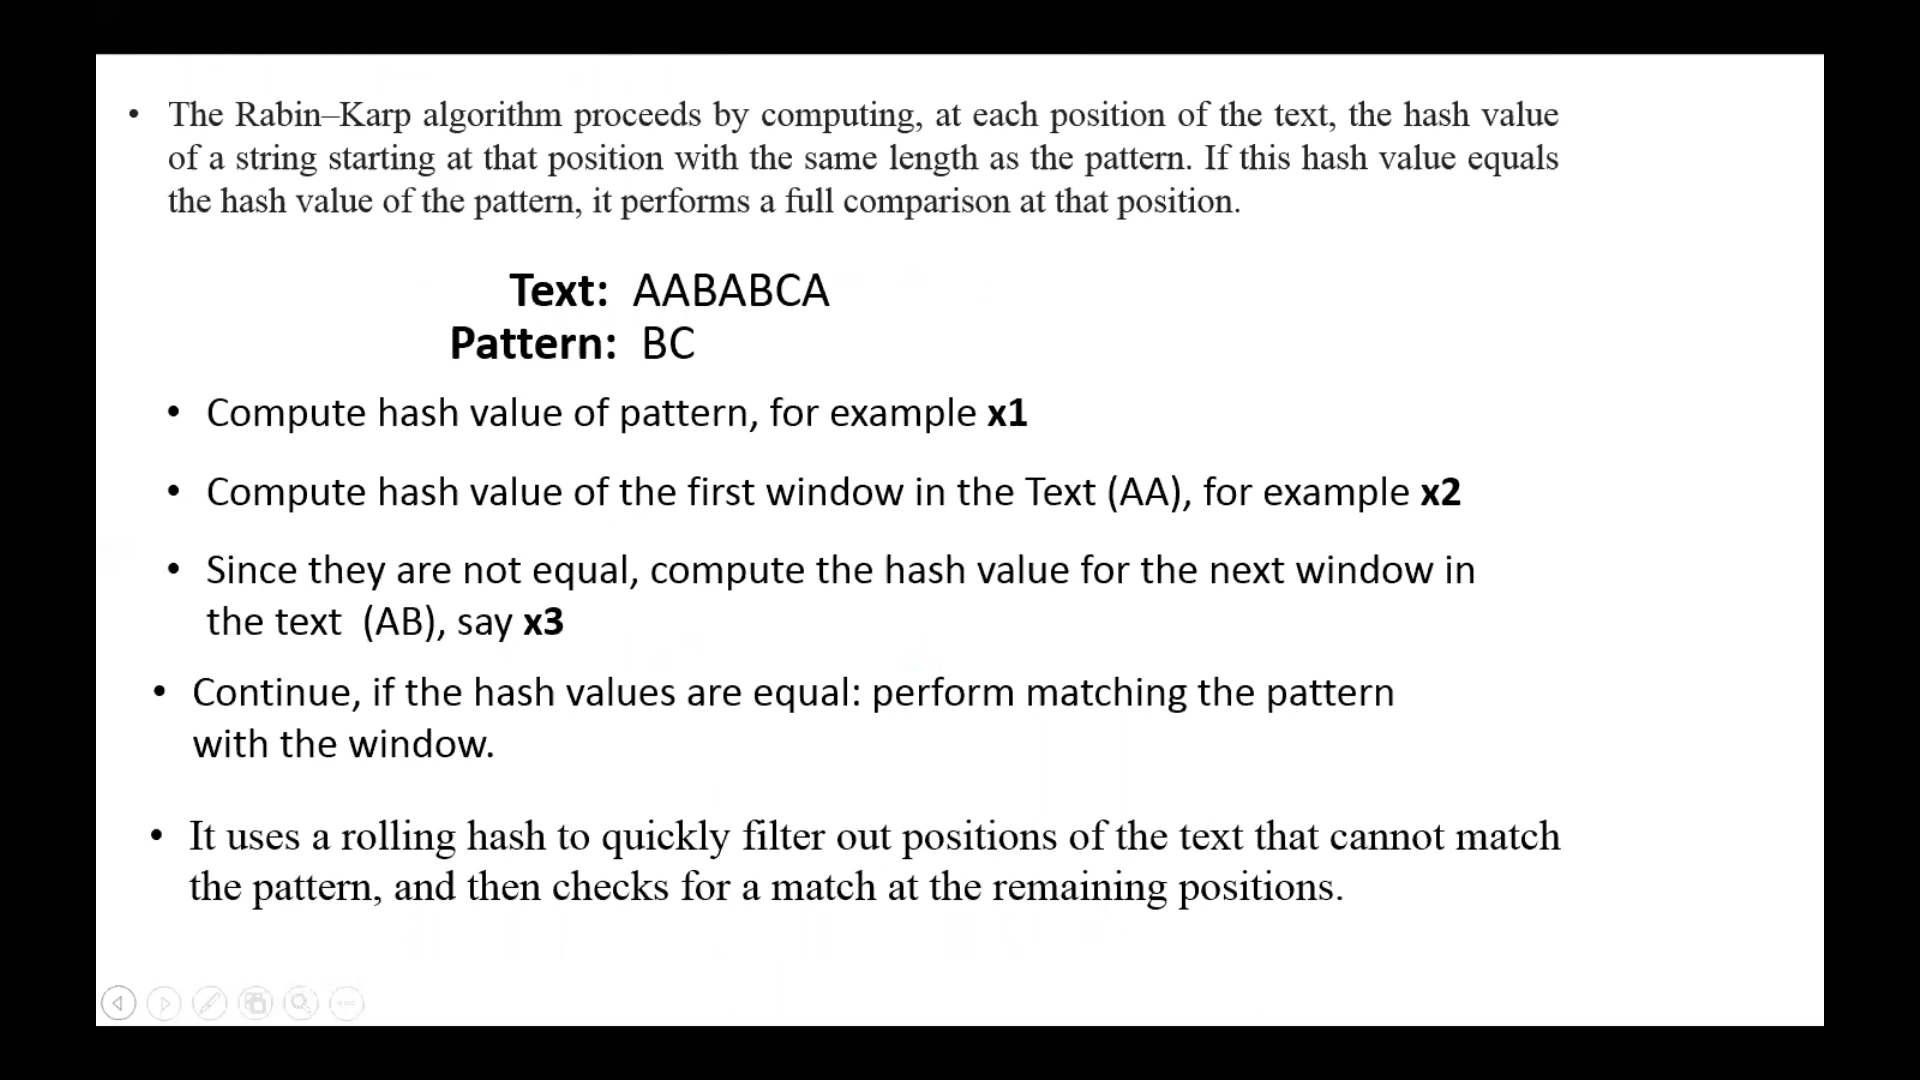 • The Rabin–Karp algorithm proceeds by computing, at each position of the text, the hash value
of a string starting at that position with the same length as the pattern. If this hash value equals
the hash value of the pattern, it performs a full comparison at that position.
Text: AABABCA
Pattern: BC
• Compute hash value of pattern, for example x1
• Compute hash value of the first window in the Text (AA), for example x2
• Since they are not equal, compute the hash value for the next window in
the text (AB), say x3
• Continue, if the hash values are equal: perform matching the pattern
with the window.
• It uses a rolling hash to quickly filter out positions of the text that cannot match
the pattern, and then checks for a match at the remaining positions.